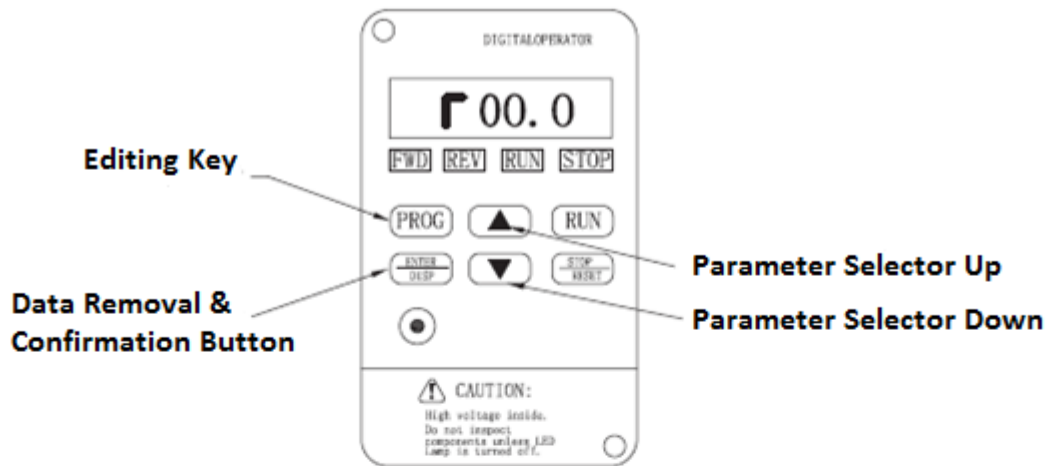 DIGITALOPERATOR
r 00. 0
FWD REV RUN STOP
Editing Key
PROG ▲ RUN
ENTER
DISP
▼
STOP
RESET
Parameter Selector Up
Data Removal &
Confirmation Button
Parameter Selector Down
CAUTION:
High voltage inside.
Do not inspect
components unless LED
Lamp is turned off.